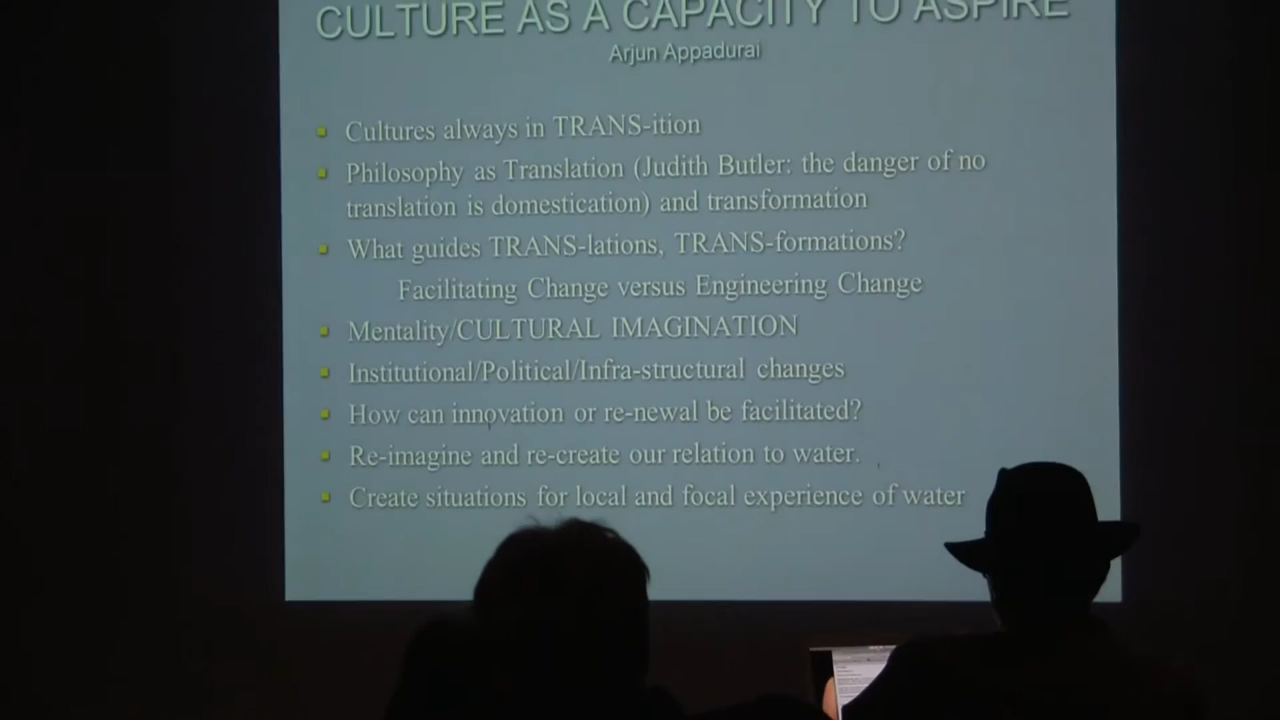 CULTURE AS A CAPACITY TO ASPIRE
Arjun Appadurai
Cultures always in TRANS-ition
Philosophy as Translation (Judith Butler: the danger of no
translation is domestication) and transformation
What guides TRANS-lations, TRANS-formations?
Facilitating Change versus Engineering Change
Mentality/CULTURAL IMAGINATION
Institutional/Political/Infra-structural changes
How can innovation or re-newal be facilitated?
Re-imagine and re-create our relation to water.
Create situations for local and focal experience of water